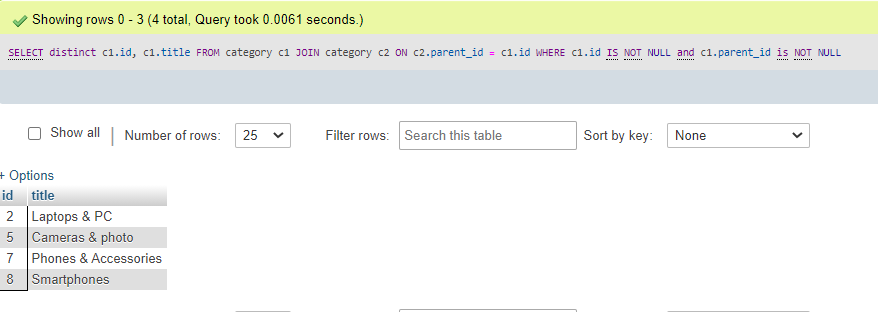 Showing rows 0 - 3 (4 total, Query took 0.0061 seconds.)
SELECT distinct c1.id, c1.title FROM category c1 JOIN category c2 ON c2.parent_id = c1.id WHERE c1.id IS NOT NULL and c1.parent_id is NOT NULL
Show all | Number of rows: 25 Filter rows: Search this table Sort by key: None
+ Options
id title
2 Laptops & PC
5 Cameras & photo
7 Phones & Accessories
8 Smartphones